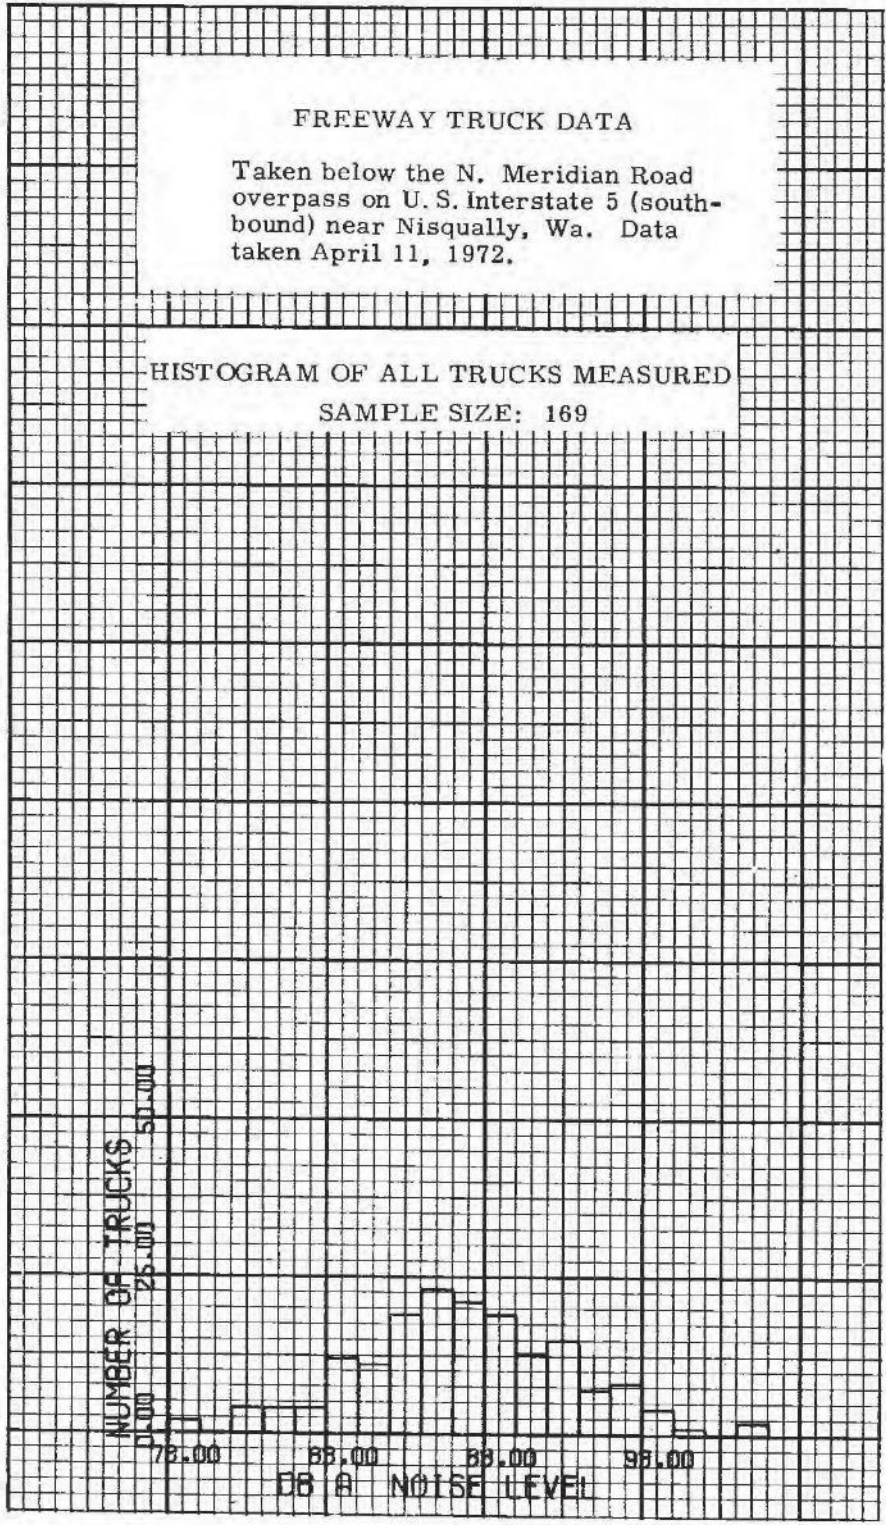 FREEWAY TRUCK DATA
Taken below the N. Meridian Road
overpass on U. S. Interstate 5 (south-
bound) near Nisqually, Wa. Data
taken April 11, 1972.
HISTOGRAM OF ALL TRUCKS MEASURED
SAMPLE SIZE: 169
NUMBER OF TRUCKS
50.00
25.00
0.00
78.00 83.00 88.00 93.00
DB A NOISE LEVEL